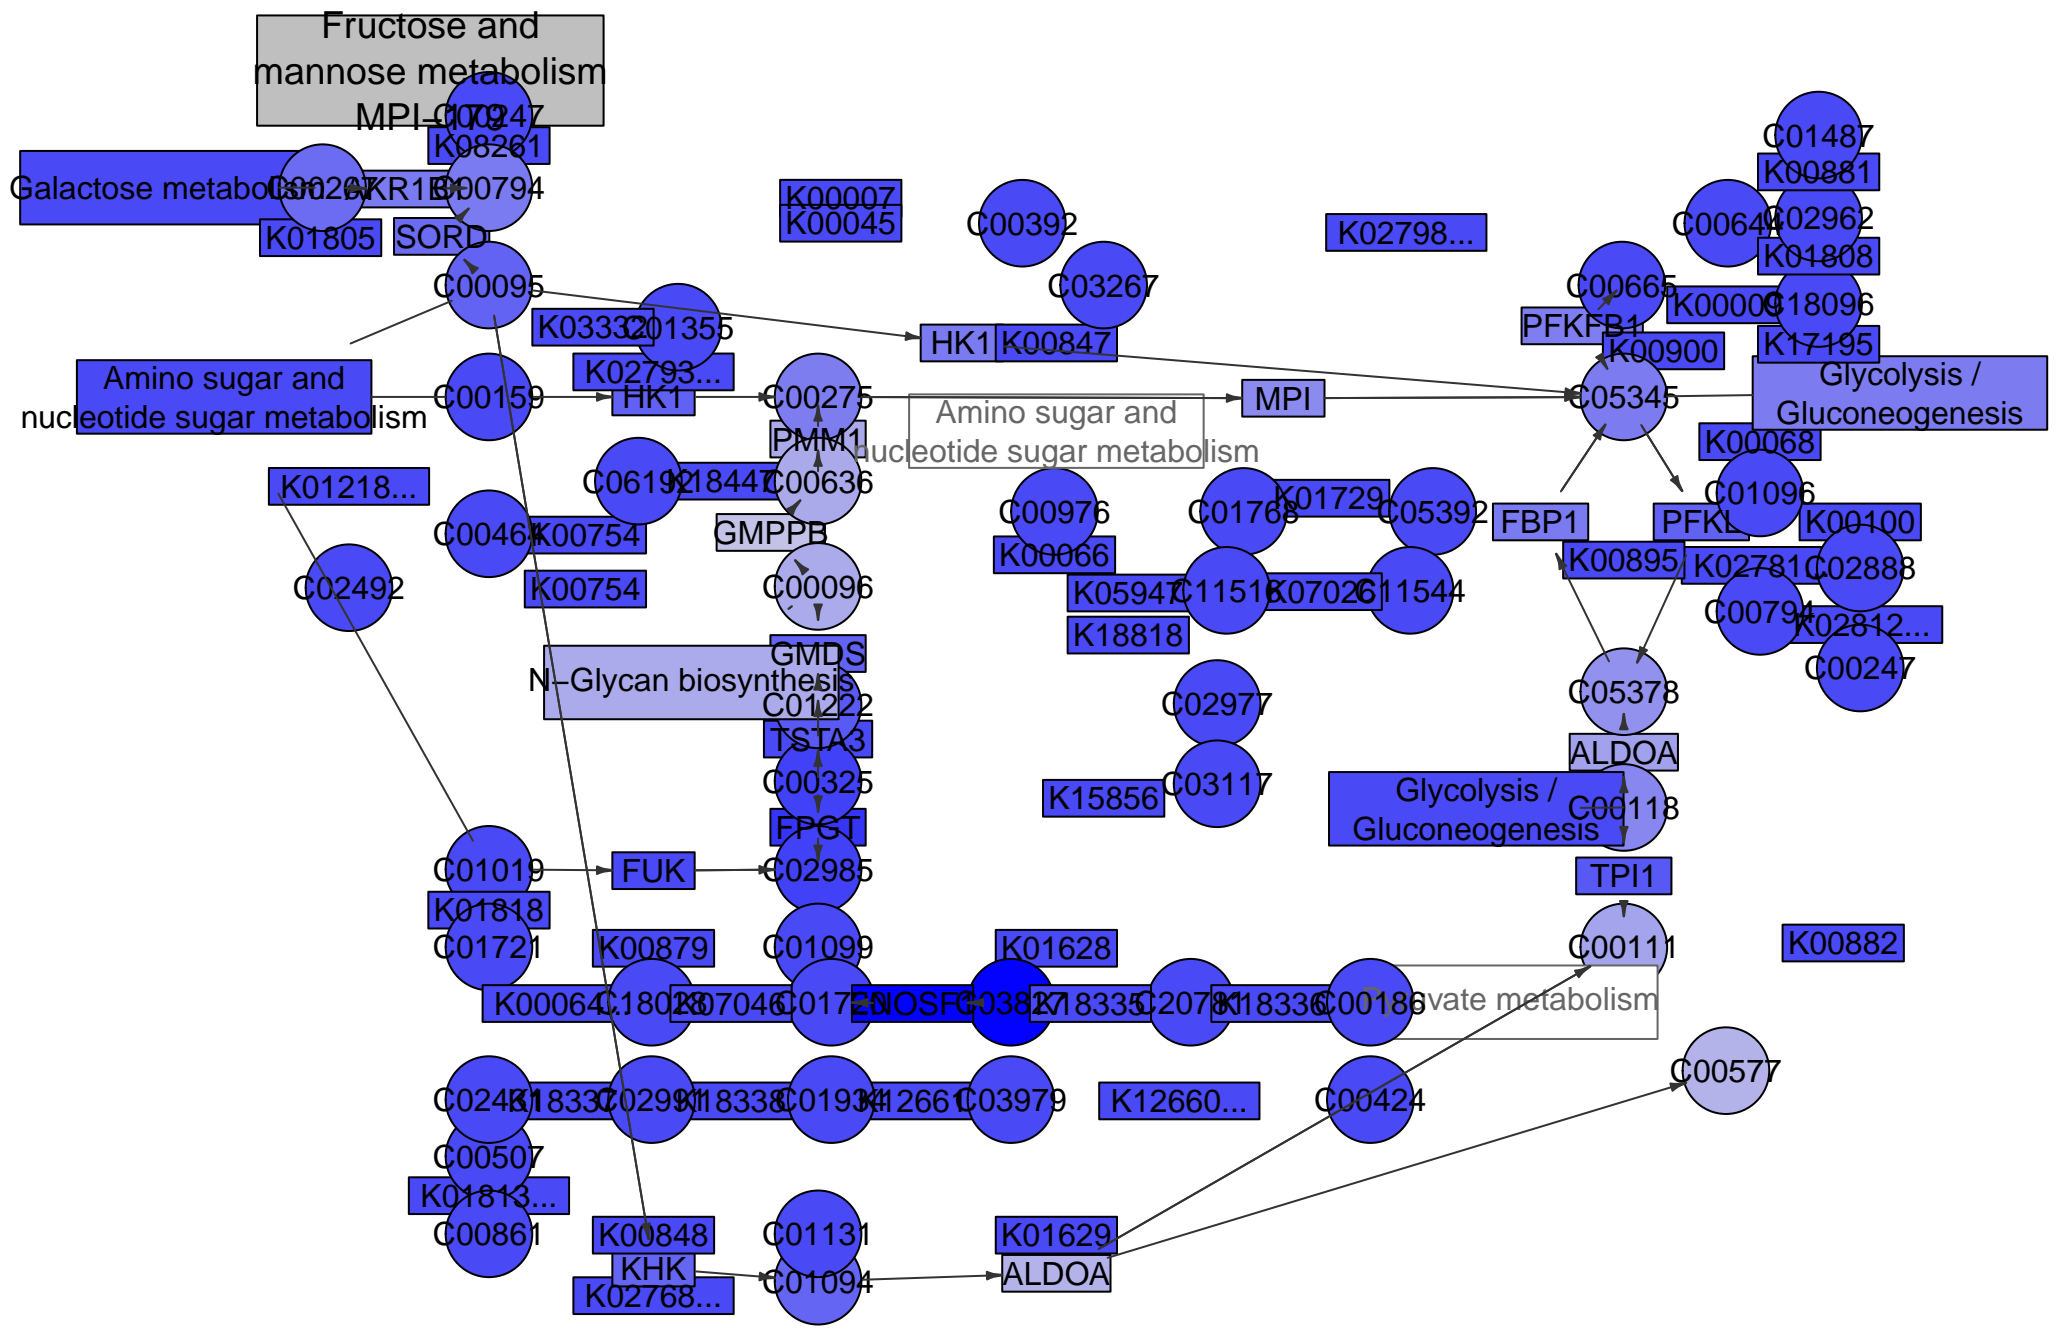 Fructose and
mannose metabolism
MPI-179
C00247
K08261
Galactose metabolism
AKR1B1
C00794
K01805
SORD
C00095
K00007
K00045
C00392
C03267
K02798...
C01487
K00881
C00644
C02962
K01808
C00665
K00009
C18096
PFKFB1
K17195
K00900
K03332
C01355
HK1
K00847
K02793...
Amino sugar and
nucleotide sugar metabolism
C00159
HK1
C00275
MPI
C05345
Glycolysis /
Gluconeogenesis
Amino sugar and
nucleotide sugar metabolism
PMM1
K00068
K01218...
C06192
K18447
C00636
C01096
C00976
C01768
K01729
C05392
C00464
K00754
GMPPB
FBP1
PFKL
K00100
K00066
K00895
K02781...
C02888
C02492
K00754
C00096
K05947
C11516
K07026
C11544
C00794
K02812...
K18818
GMDS
N-Glycan biosynthesis
C01222
C02977
C05378
C00247
TSTA3
ALDOA
C00325
C03117
K15856
Glycolysis /
Gluconeogenesis
C00118
FPGT
C01019
FUK
C02985
TPI1
K01818
C01721
K00879
C01099
K01628
C00111
K00882
K00064...
C18028
K07046
ENOSF1
C03827
K18335
C20781
K18336
C00186
Pyruvate metabolism
C00577
C02431
K18337
C02991
K18338
C01934
K12661
C03979
K12660...
C00424
C00507
K01813...
C00861
K00848
C01131
K01629
KHK
C01094
ALDOA
K02768...